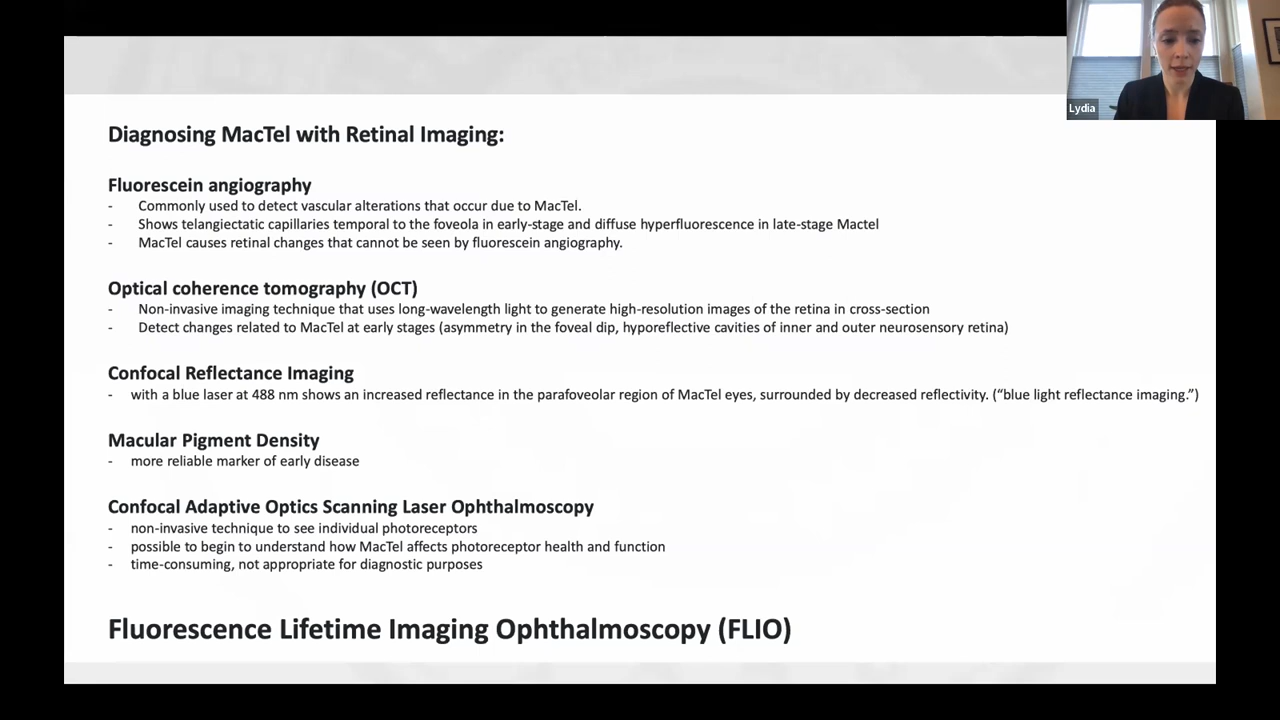 Lydia
Diagnosing MacTel with Retinal Imaging:
Fluorescein angiography
- Commonly used to detect vascular alterations that occur due to MacTel.
- Shows telangiectatic capillaries temporal to the foveola in early-stage and diffuse hyperfluorescence in late-stage Mactel
- MacTel causes retinal changes that cannot be seen by fluorescein angiography.
Optical coherence tomography (OCT)
- Non-invasive imaging technique that uses long-wavelength light to generate high-resolution images of the retina in cross-section
- Detect changes related to MacTel at early stages (asymmetry in the foveal dip, hyporeflective cavities of inner and outer neurosensory retina)
Confocal Reflectance Imaging
- with a blue laser at 488 nm shows an increased reflectance in the parafoveolar region of MacTel eyes, surrounded by decreased reflectivity. (“blue light reflectance imaging.”)
Macular Pigment Density
- more reliable marker of early disease
Confocal Adaptive Optics Scanning Laser Ophthalmoscopy
- non-invasive technique to see individual photoreceptors
- possible to begin to understand how MacTel affects photoreceptor health and function
- time-consuming, not appropriate for diagnostic purposes
Fluorescence Lifetime Imaging Ophthalmoscopy (FLIO)